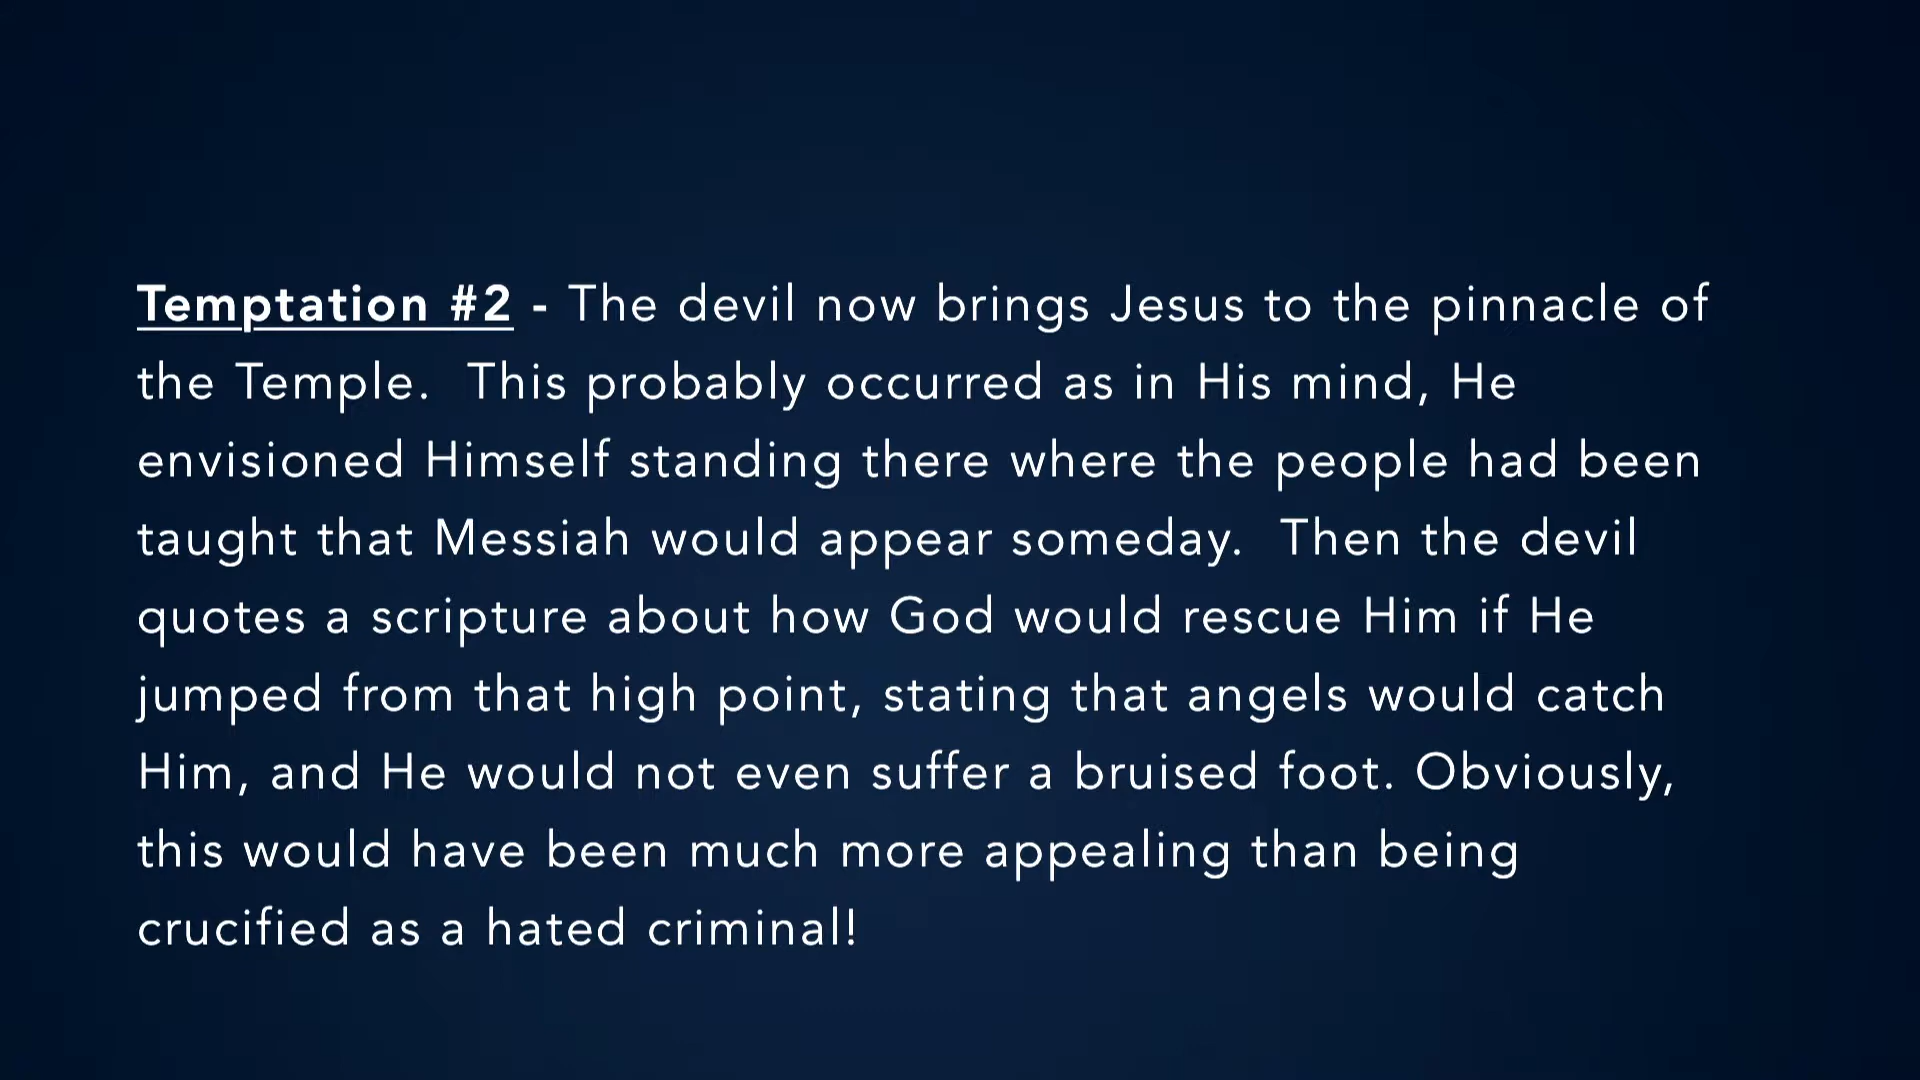 Temptation #2 - The devil now brings Jesus to the pinnacle of
the Temple.  This probably occurred as in His mind, He
envisioned Himself standing there where the people had been
taught that Messiah would appear someday.  Then the devil
quotes a scripture about how God would rescue Him if He
jumped from that high point, stating that angels would catch
Him, and He would not even suffer a bruised foot. Obviously,
this would have been much more appealing than being
crucified as a hated criminal!